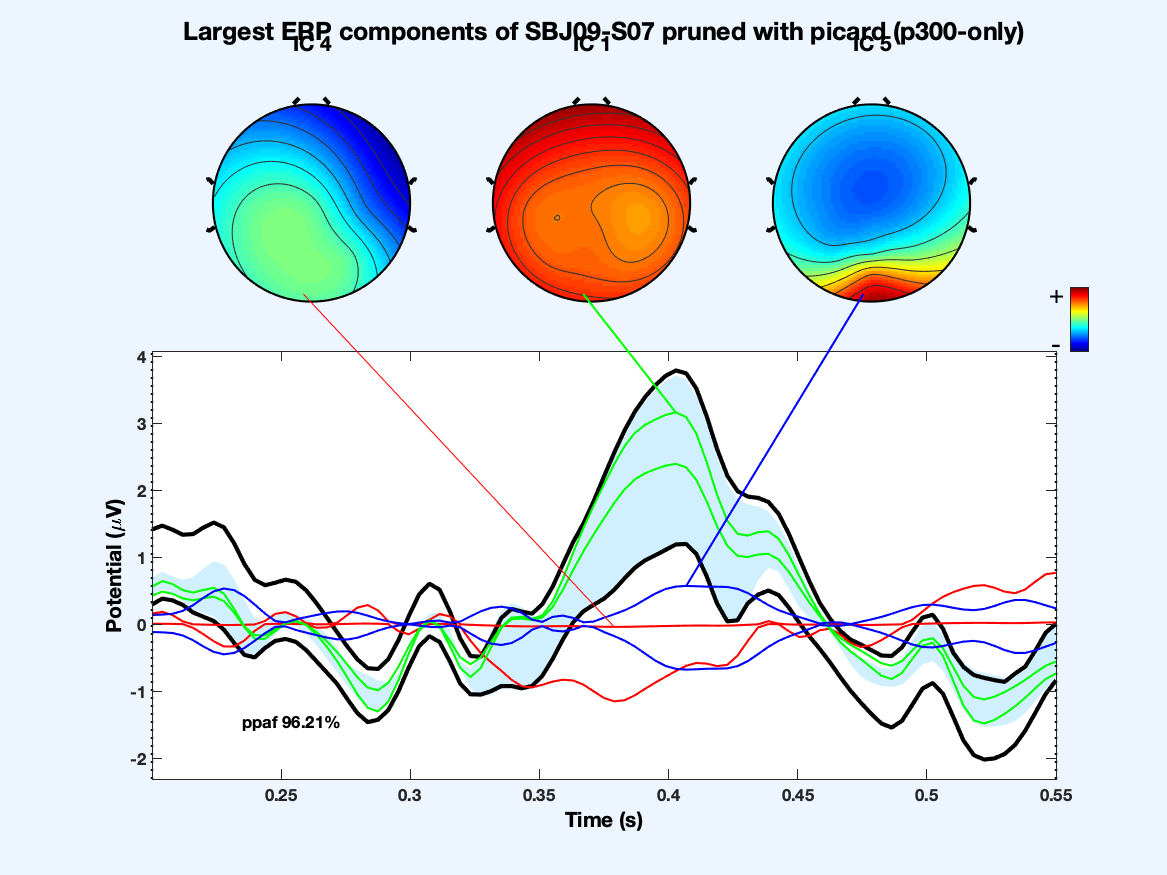 Largest ERP components of SBJ09-S07 pruned with picard (p300-only)
IC 4 IC 1 IC 5
+
-
4
3
2
1
0
-1
-2
Potential (μV)
ppaf 96.21%
0.25 0.3 0.35 0.4 0.45 0.5 0.55
Time (s)